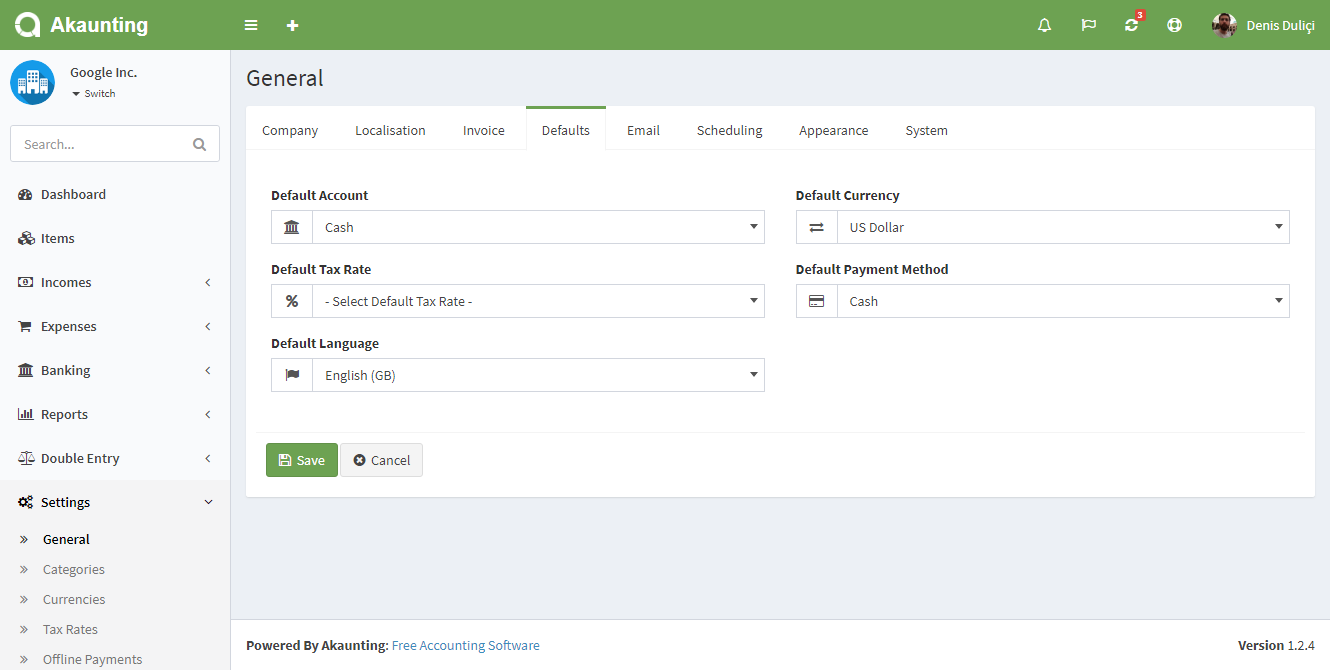 Akaunting
3
Denis Duliçi
Google Inc.
Switch
Search...
Dashboard
Items
Incomes
Expenses
Banking
Reports
Double Entry
Settings
General
Categories
Currencies
Tax Rates
Offline Payments
General
Company Localisation Invoice Defaults Email Scheduling Appearance System
Default Account
Cash
Default Currency
US Dollar
Default Tax Rate
- Select Default Tax Rate -
Default Payment Method
Cash
Default Language
English (GB)
Save Cancel
Powered By Akaunting: Free Accounting Software
Version 1.2.4